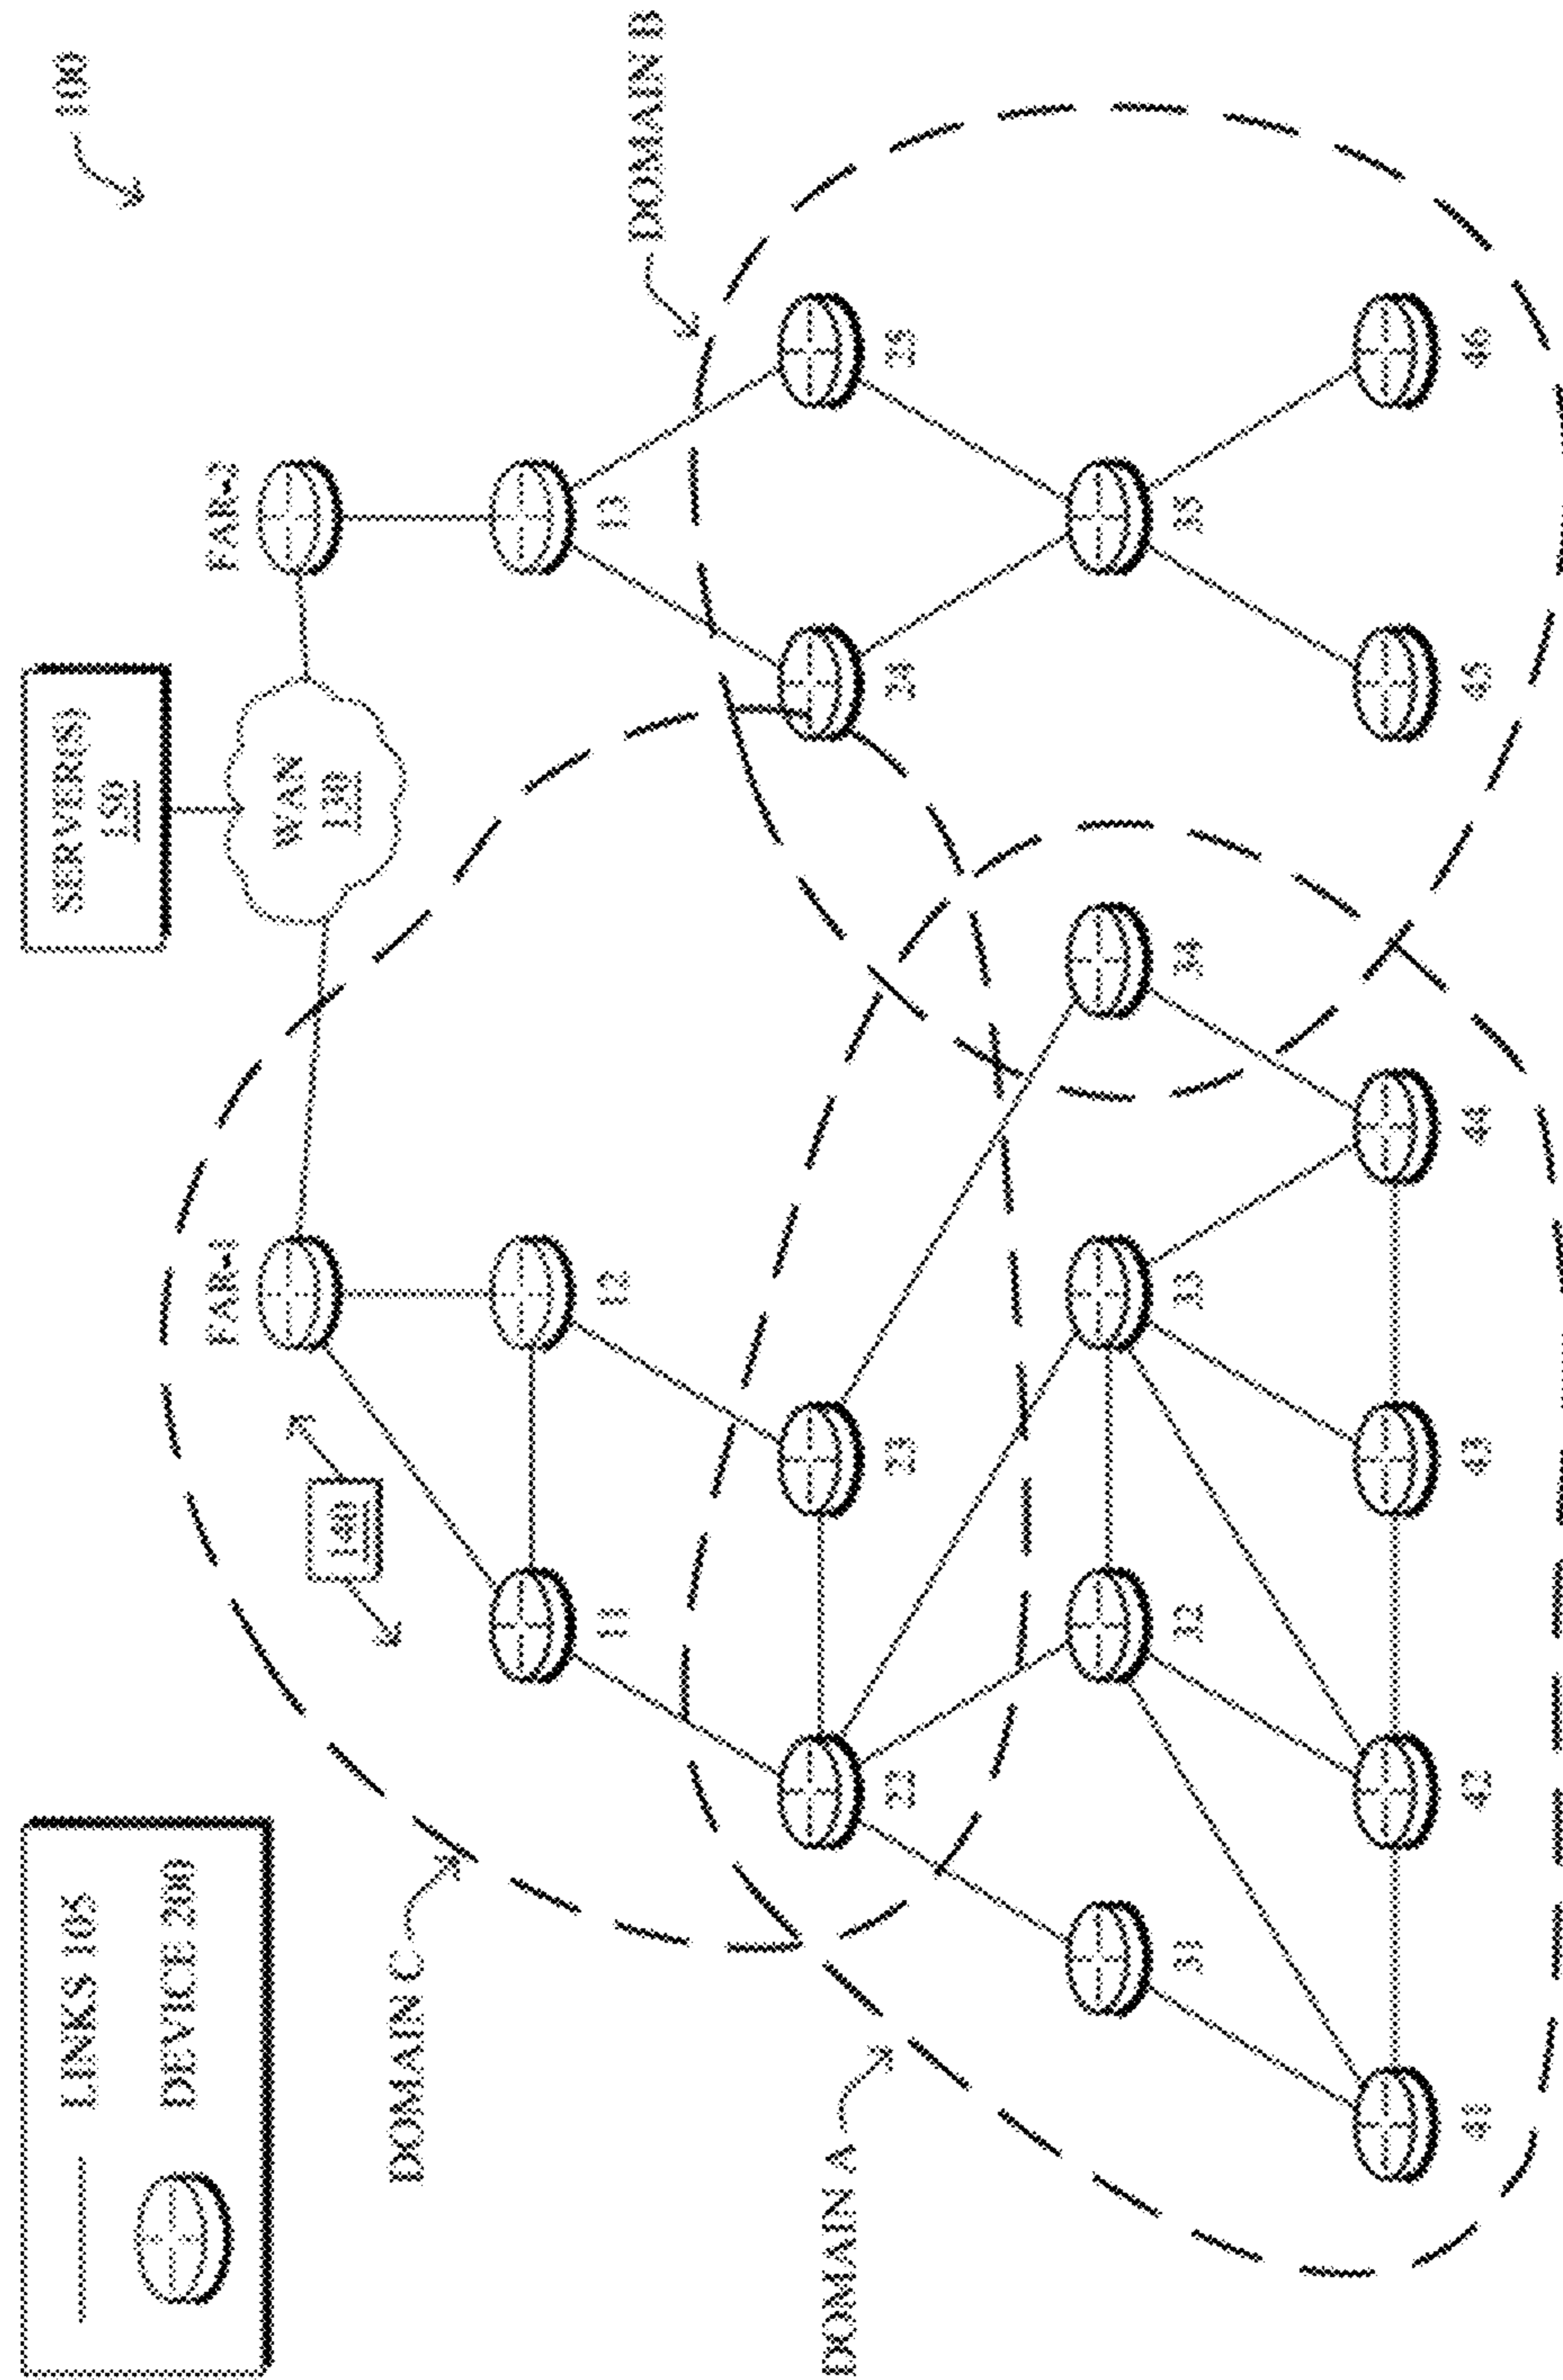 LINKS 105
DEVICE 200
SERVER(S)
150
100
WAN
130
FAR-1
FAR-2
140
DOMAIN C
DOMAIN B
11
12
13
DOMAIN A
22
23
24
25
31
32
33
34
35
41
42
43
44
45
46